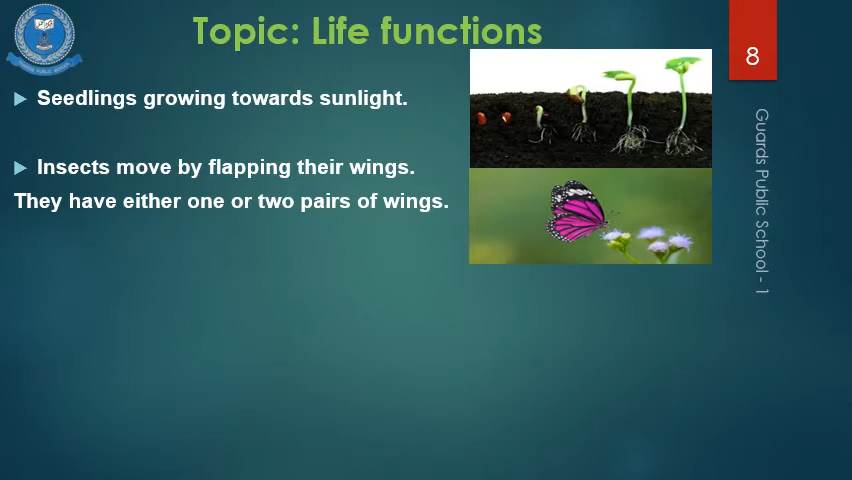 Topic: Life functions
8
Seedlings growing towards sunlight.
Insects move by flapping their wings.
They have either one or two pairs of wings.
Guards Public School - 1